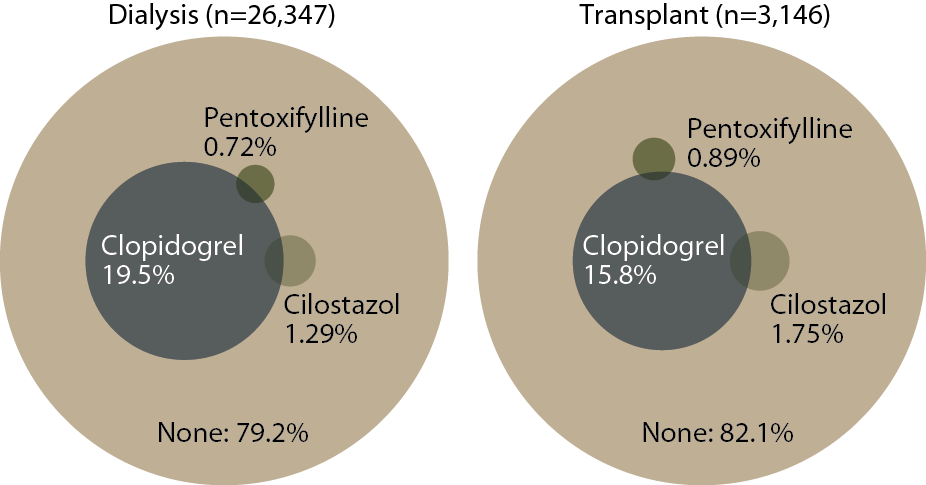 Dialysis (n=26,347)
Pentoxifylline
0.72%
Clopidogrel
19.5%
Cilostazol
1.29%
None: 79.2%
Transplant (n=3,146)
Pentoxifylline
0.89%
Clopidogrel
15.8%
Cilostazol
1.75%
None: 82.1%